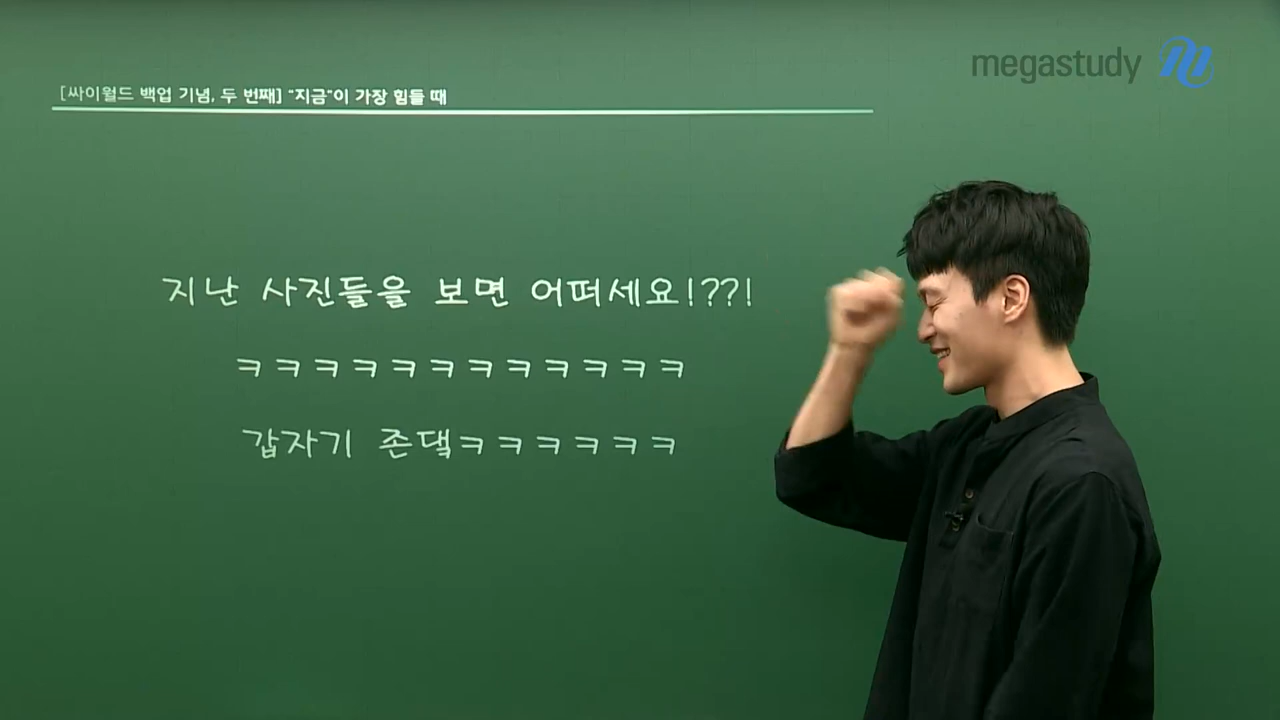 megastudy
[싸이월드 백업 기념, 두 번째] "지금"이 가장 힘들 때
지난 사진들을 보면 어떠세요!??!
ㅋㅋㅋㅋㅋㅋㅋㅋㅋㅋㅋㅋ
갑자기 존댘ㅋㅋㅋㅋㅋㅋ